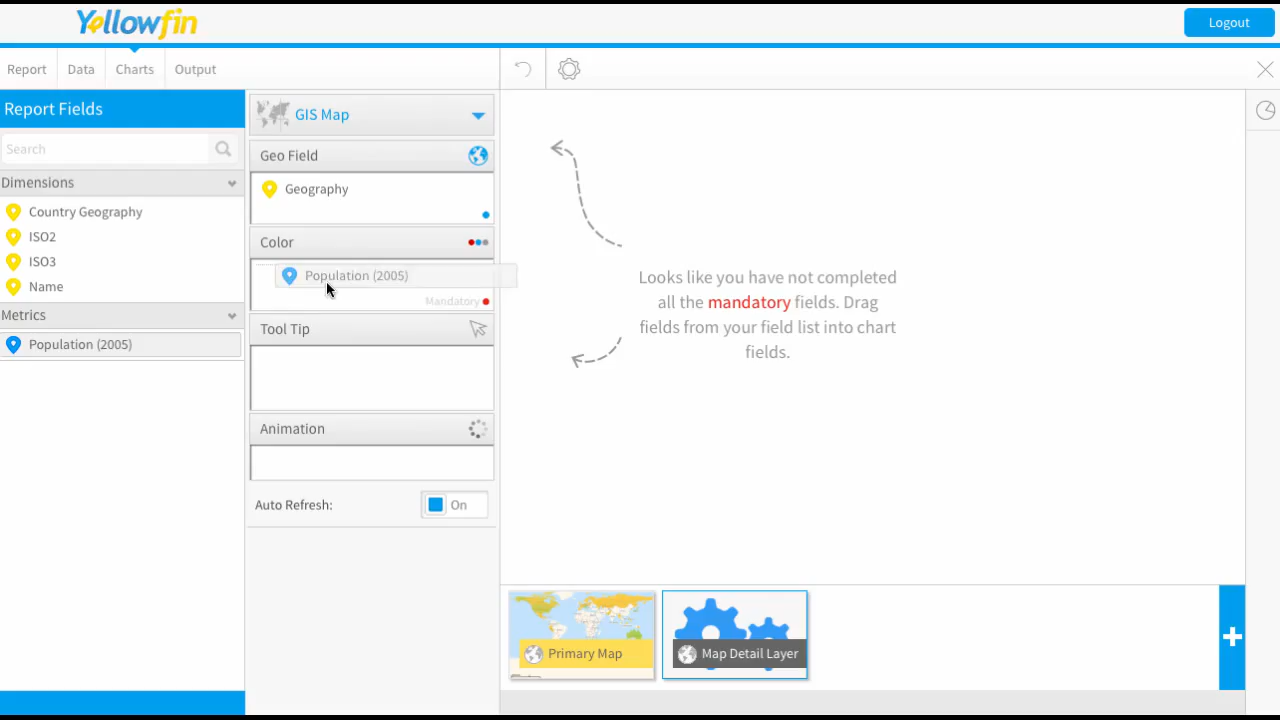 Yellowfin
Logout
Report
Data
Charts
Output
Report Fields
Search
Dimensions
Country Geography
ISO2
ISO3
Name
Metrics
Population (2005)
GIS Map
Geo Field
Geography
Color
Population (2005)
Mandatory
Tool Tip
Animation
Auto Refresh:
On
Looks like you have not completed
all the mandatory fields. Drag
fields from your field list into chart
fields.
Primary Map
Map Detail Layer